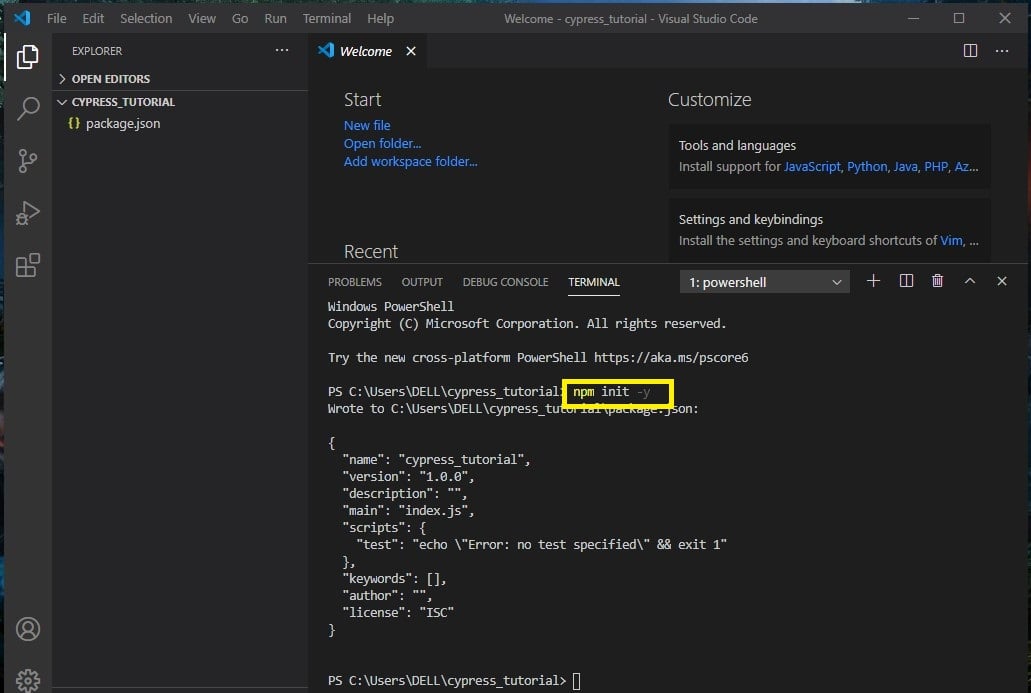 File Edit Selection View Go Run Terminal Help Welcome - cypress_tutorial - Visual Studio Code
EXPLORER
OPEN EDITORS
CYPRESS_TUTORIAL
{} package.json
Welcome
Start
New file
Open folder...
Add workspace folder...
Recent
Customize
Tools and languages
Install support for JavaScript, Python, Java, PHP, Az...
Settings and keybindings
Install the settings and keyboard shortcuts of Vim, ...
PROBLEMS OUTPUT DEBUG CONSOLE TERMINAL 1: powershell
Windows PowerShell
Copyright (C) Microsoft Corporation. All rights reserved.
Try the new cross-platform PowerShell https://aka.ms/pscore6
PS C:\Users\DELL\cypress_tutorial> npm init -y
Wrote to C:\Users\DELL\cypress_tutorial\package.json:
{
"name": "cypress_tutorial",
"version": "1.0.0",
"description": "",
"main": "index.js",
"scripts": {
"test": "echo \"Error: no test specified\" && exit 1"
},
"keywords": [],
"author": "",
"license": "ISC"
}
PS C:\Users\DELL\cypress_tutorial>